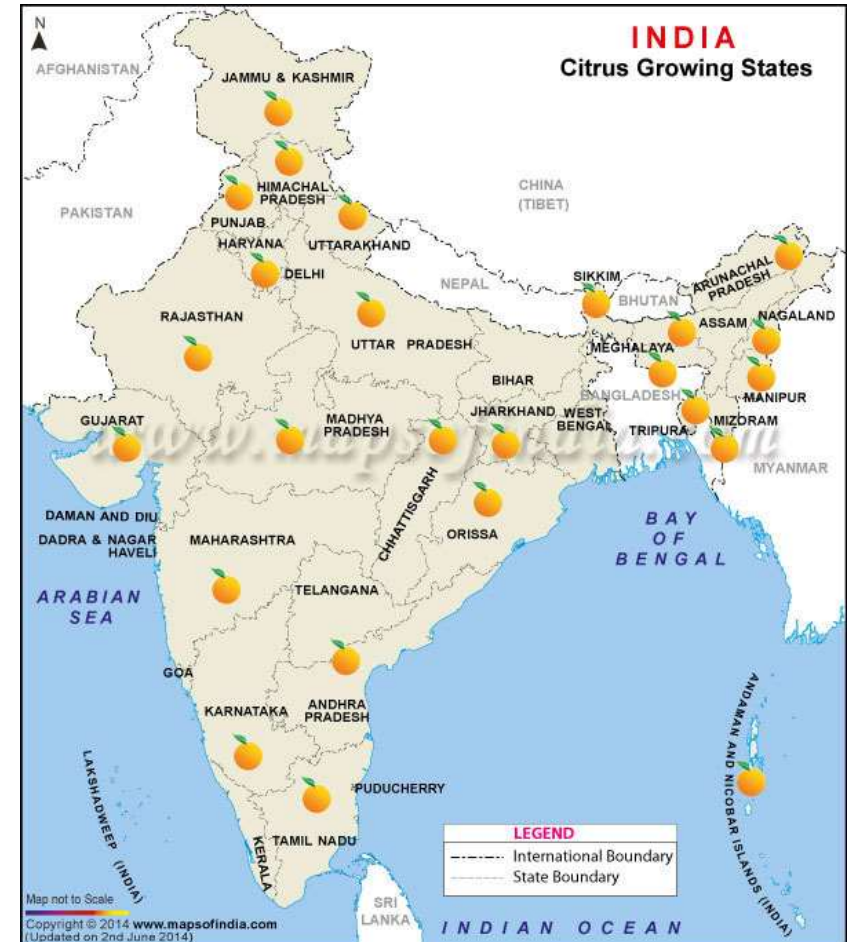 N
INDIA
Citrus Growing States
AFGHANISTAN
JAMMU & KASHMIR
CHINA
(TIBET)
PAKISTAN
HIMACHAL
PRADESH
PUNJAB
HARYANA
UTTARAKHAND
DELHI
NEPAL
SIKKIM
BHUTAN
ARUNACHAL
PRADESH
RAJASTHAN
UTTAR PRADESH
ASSAM
NAGALAND
MEGHALAYA
BIHAR
BANGLADESH
MANIPUR
GUJARAT
MADHYA
PRADESH
JHARKHAND
WEST
BENGAL
TRIPURA
MIZORAM
www.mapsofindia.com
MYANMAR
CHHATTISGARH
DAMAN AND DIU
DADRA & NAGAR
HAVELI
MAHARASHTRA
ORISSA
BAY
OF
BENGAL
ARABIAN
SEA
TELANGANA
GOA
KARNATAKA
ANDHRA
PRADESH
ANDAMAN AND NICOBAR ISLANDS (INDIA)
LAKSHADWEEP (INDIA)
PUDUCHERRY
KERALA
TAMIL NADU
LEGEND
International Boundary
State Boundary
SRI
LANKA
INDIAN OCEAN
Map not to Scale
Copyright © 2014 www.mapsofindia.com
(Updated on 2nd June 2014)